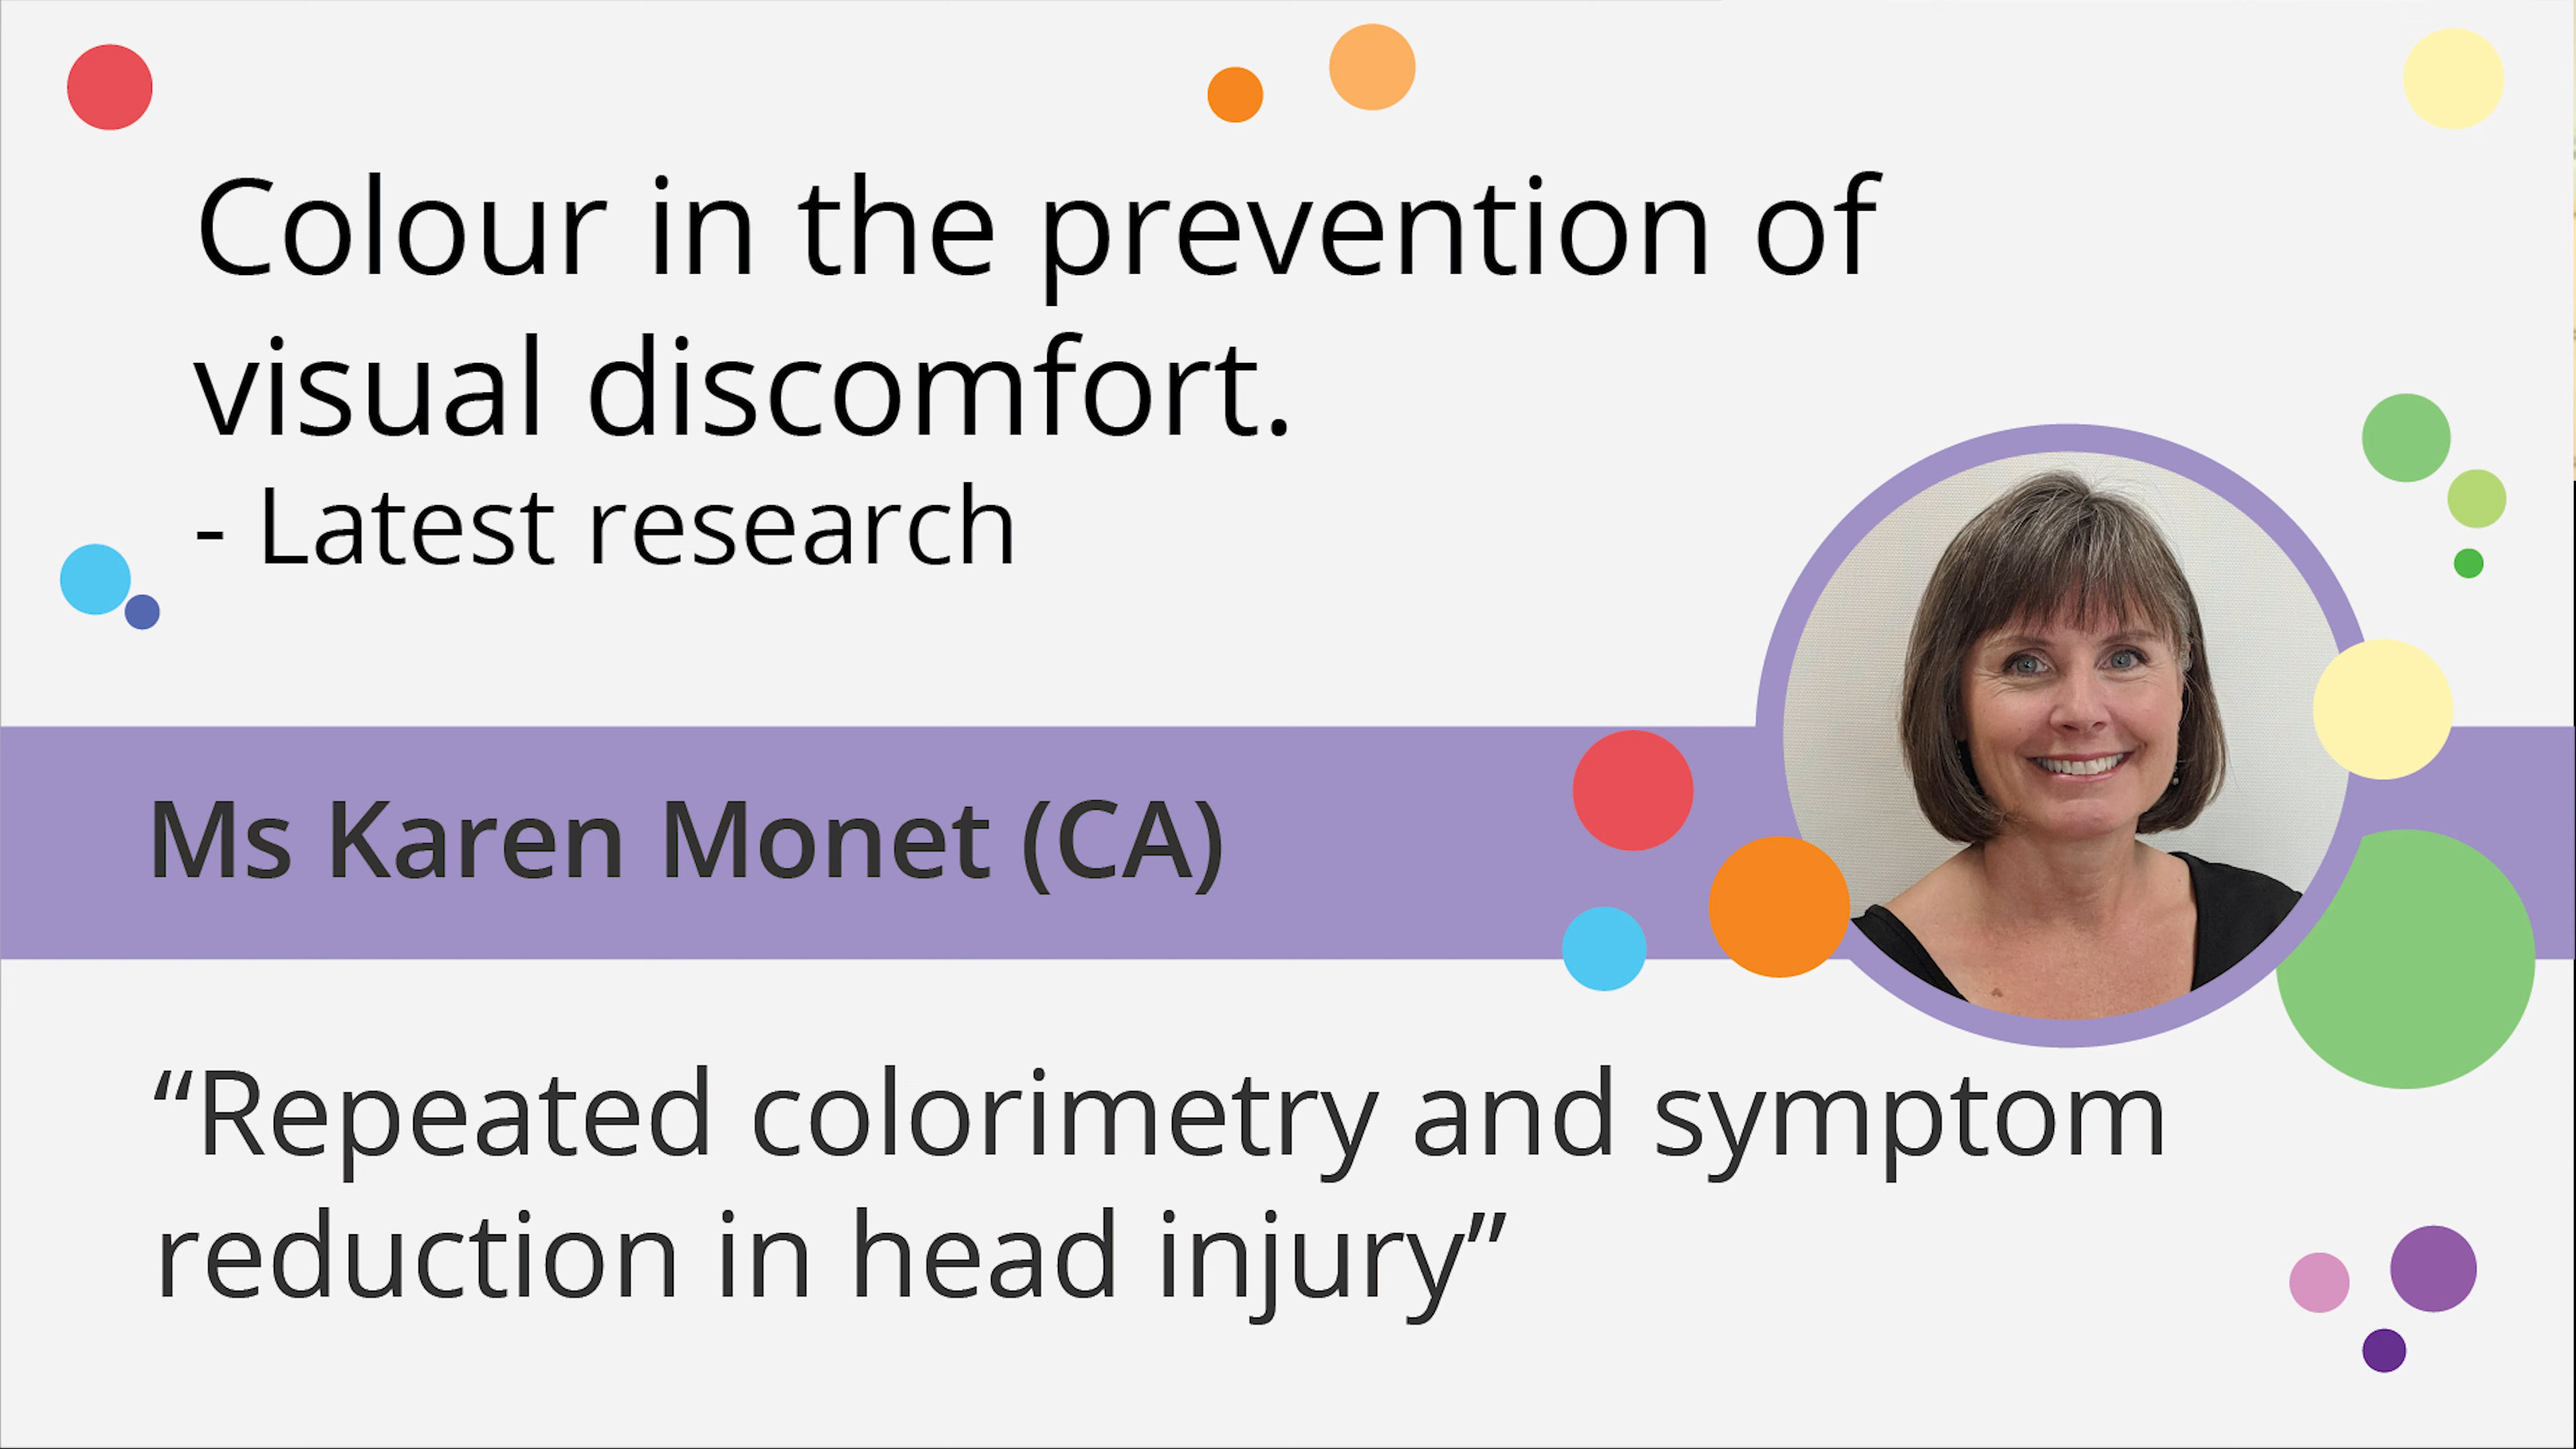 Colour in the prevention of
visual discomfort.
- Latest research
Ms Karen Monet (CA)
“Repeated colorimetry and symptom
reduction in head injury”